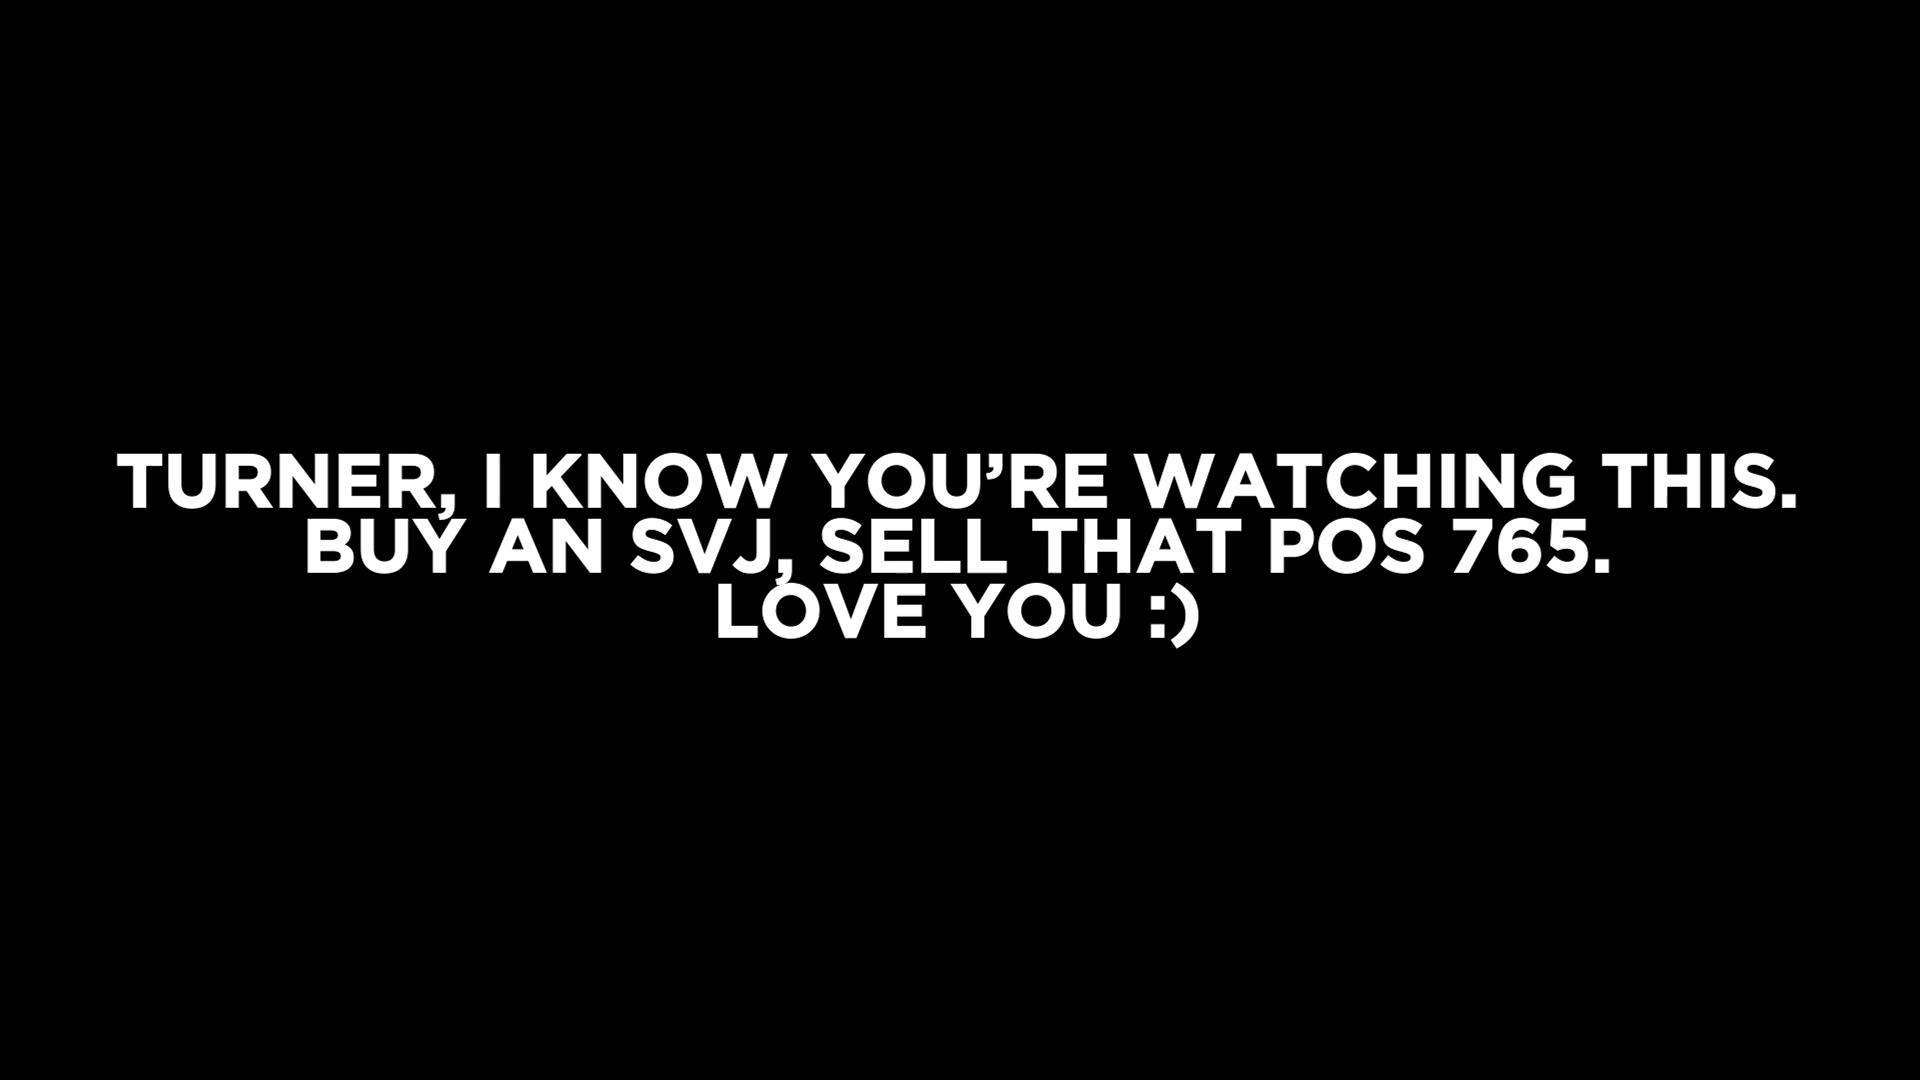 TURNER, I KNOW YOU’RE WATCHING THIS.
BUY AN SVJ, SELL THAT POS 765.
LOVE YOU :)